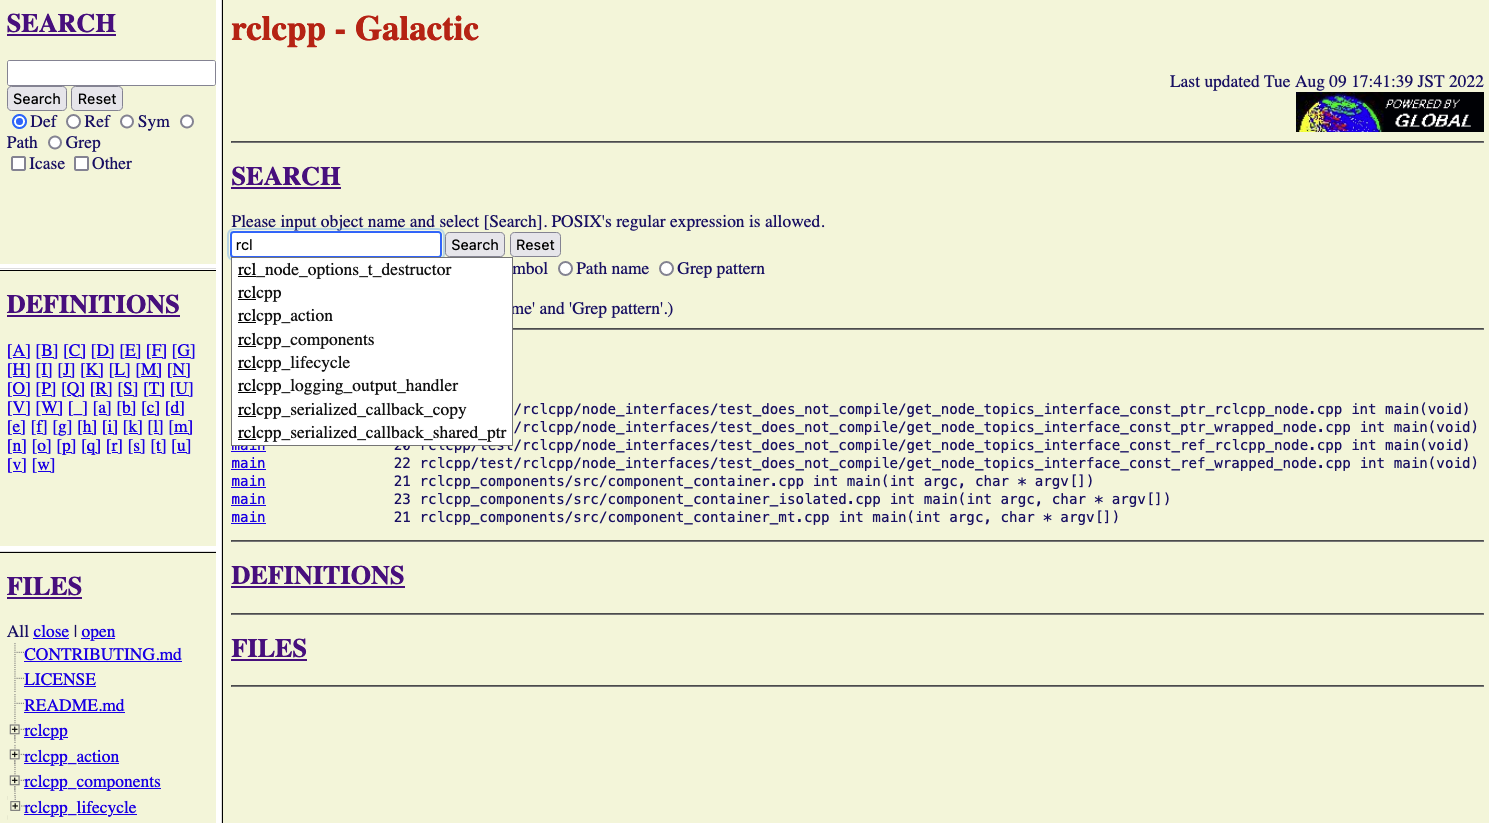 SEARCH
Search Reset
Def Ref Sym
Path Grep
Icase Other
DEFINITIONS
[A] [B] [C] [D] [E] [F] [G]
[H] [I] [J] [K] [L] [M] [N]
[O] [P] [Q] [R] [S] [T] [U]
[V] [W] [_] [a] [b] [c] [d]
[e] [f] [g] [h] [i] [k] [l] [m]
[n] [o] [p] [q] [r] [s] [t] [u]
[v] [w]
FILES
All close | open
CONTRIBUTING.md
LICENSE
README.md
rclcpp
rclcpp_action
rclcpp_components
rclcpp_lifecycle
rclcpp - Galactic
Last updated Tue Aug 09 17:41:39 JST 2022
POWERED BY
GLOBAL
SEARCH
Please input object name and select [Search]. POSIX's regular expression is allowed.
rcl Search Reset
mbol Path name Grep pattern
me' and 'Grep pattern'.)
rcl_node_options_t_destructor
rclcpp
rclcpp_action
rclcpp_components
rclcpp_lifecycle
rclcpp_logging_output_handler
rclcpp_serialized_callback_copy
rclcpp_serialized_callback_shared_ptr
/rclcpp/node_interfaces/test_does_not_compile/get_node_topics_interface_const_ptr_rclcpp_node.cpp int main(void)
/rclcpp/node_interfaces/test_does_not_compile/get_node_topics_interface_const_ptr_wrapped_node.cpp int main(void)
main 20 rclcpp/test/rclcpp/node_interfaces/test_does_not_compile/get_node_topics_interface_const_ref_rclcpp_node.cpp int main(void)
main 22 rclcpp/test/rclcpp/node_interfaces/test_does_not_compile/get_node_topics_interface_const_ref_wrapped_node.cpp int main(void)
main 21 rclcpp_components/src/component_container.cpp int main(int argc, char * argv[])
main 23 rclcpp_components/src/component_container_isolated.cpp int main(int argc, char * argv[])
main 21 rclcpp_components/src/component_container_mt.cpp int main(int argc, char * argv[])
DEFINITIONS
FILES